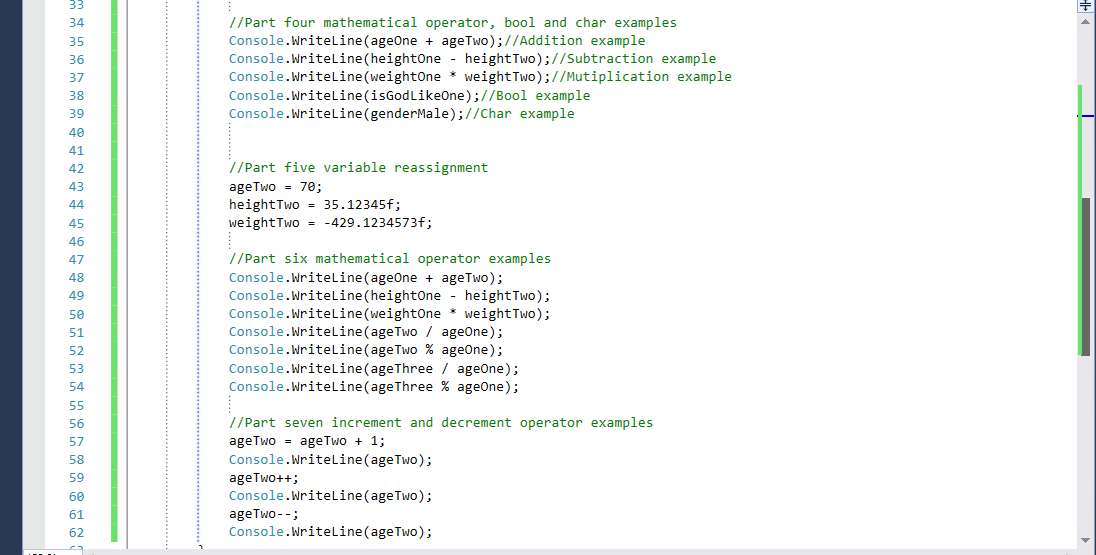 33
34 //Part four mathematical operator, bool and char examples
35 Console.WriteLine(ageOne + ageTwo);//Addition example
36 Console.WriteLine(heightOne - heightTwo);//Subtraction example
37 Console.WriteLine(weightOne * weightTwo);//Mutiplication example
38 Console.WriteLine(isGodLikeOne);//Bool example
39 Console.WriteLine(genderMale);//Char example
40
41
42 //Part five variable reassignment
43 ageTwo = 70;
44 heightTwo = 35.12345f;
45 weightTwo = -429.1234573f;
46
47 //Part six mathematical operator examples
48 Console.WriteLine(ageOne + ageTwo);
49 Console.WriteLine(heightOne - heightTwo);
50 Console.WriteLine(weightOne * weightTwo);
51 Console.WriteLine(ageTwo / ageOne);
52 Console.WriteLine(ageTwo % ageOne);
53 Console.WriteLine(ageThree / ageOne);
54 Console.WriteLine(ageThree % ageOne);
55
56 //Part seven increment and decrement operator examples
57 ageTwo = ageTwo + 1;
58 Console.WriteLine(ageTwo);
59 ageTwo++;
60 Console.WriteLine(ageTwo);
61 ageTwo--;
62 Console.WriteLine(ageTwo);